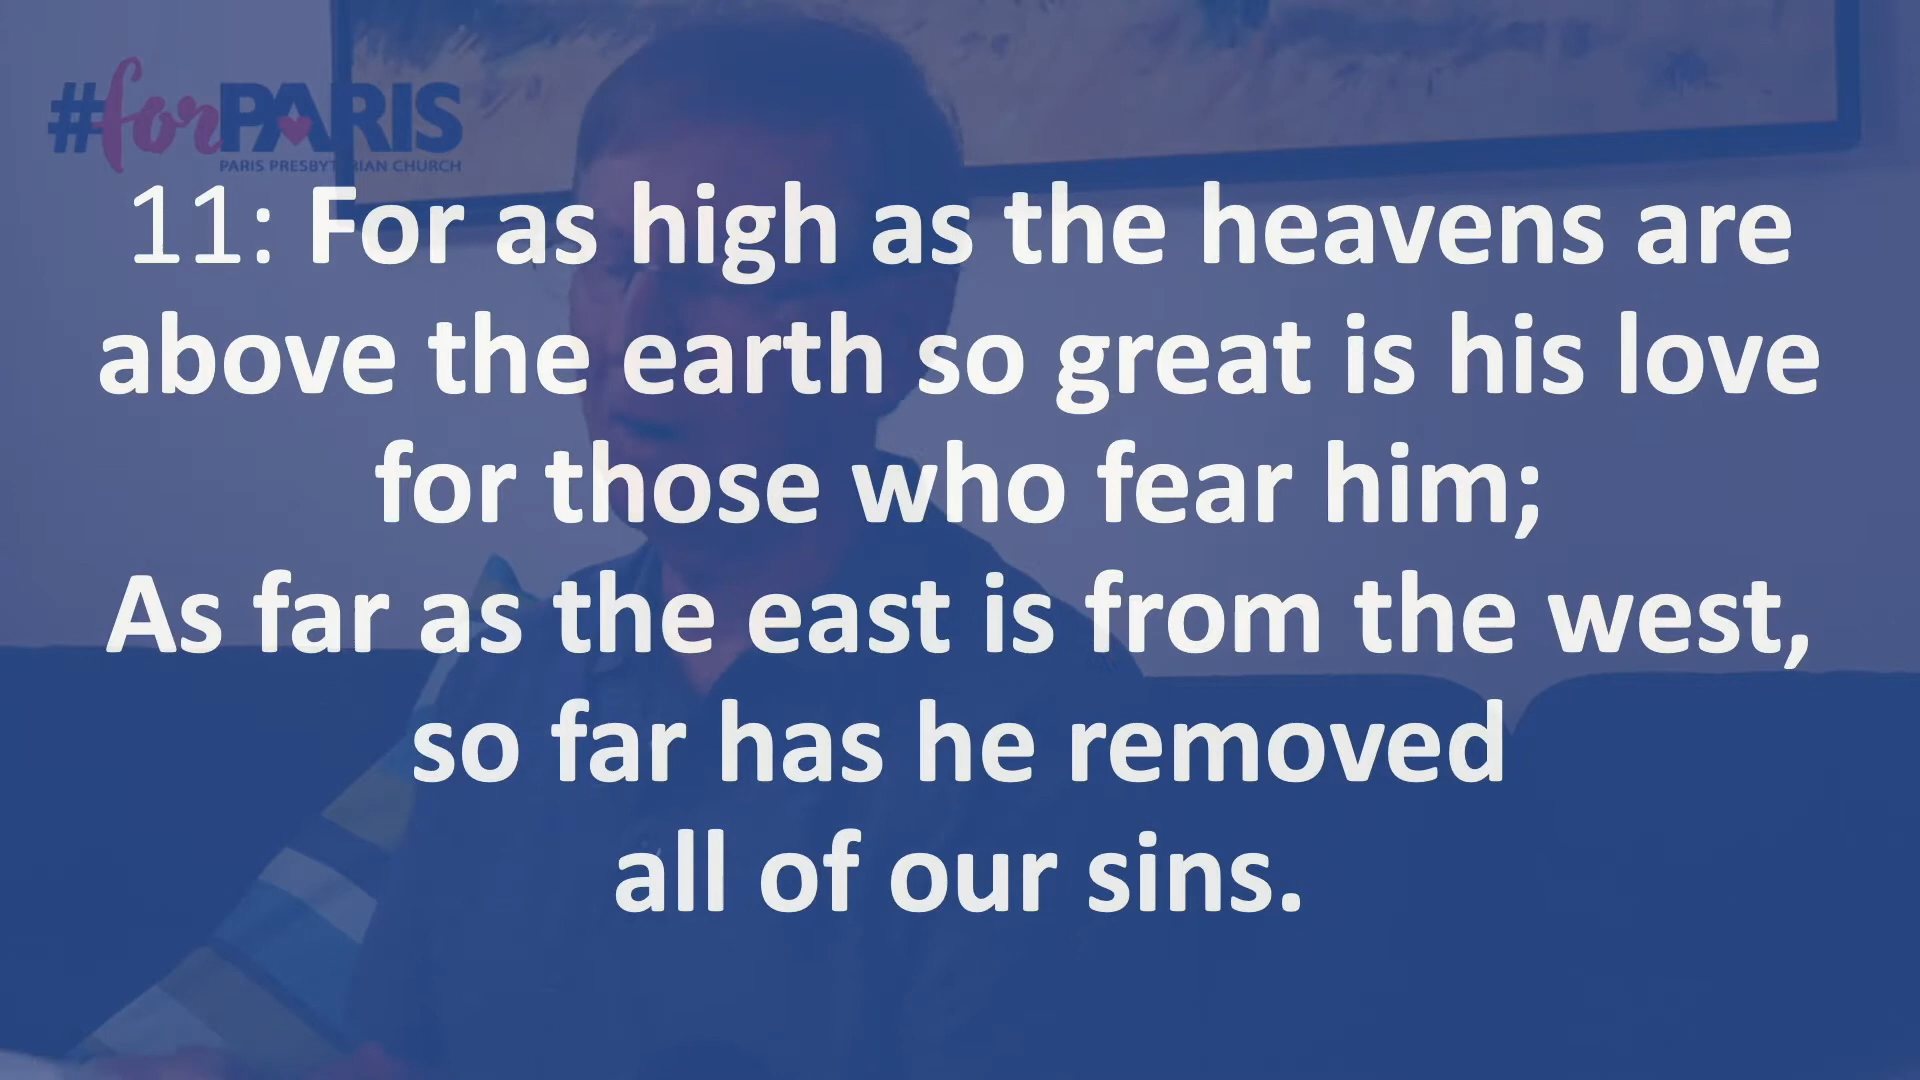 #forPARIS
PARIS PRESBYTERIAN CHURCH
11: For as high as the heavens are
above the earth so great is his love
for those who fear him;
As far as the east is from the west,
so far has he removed
all of our sins.